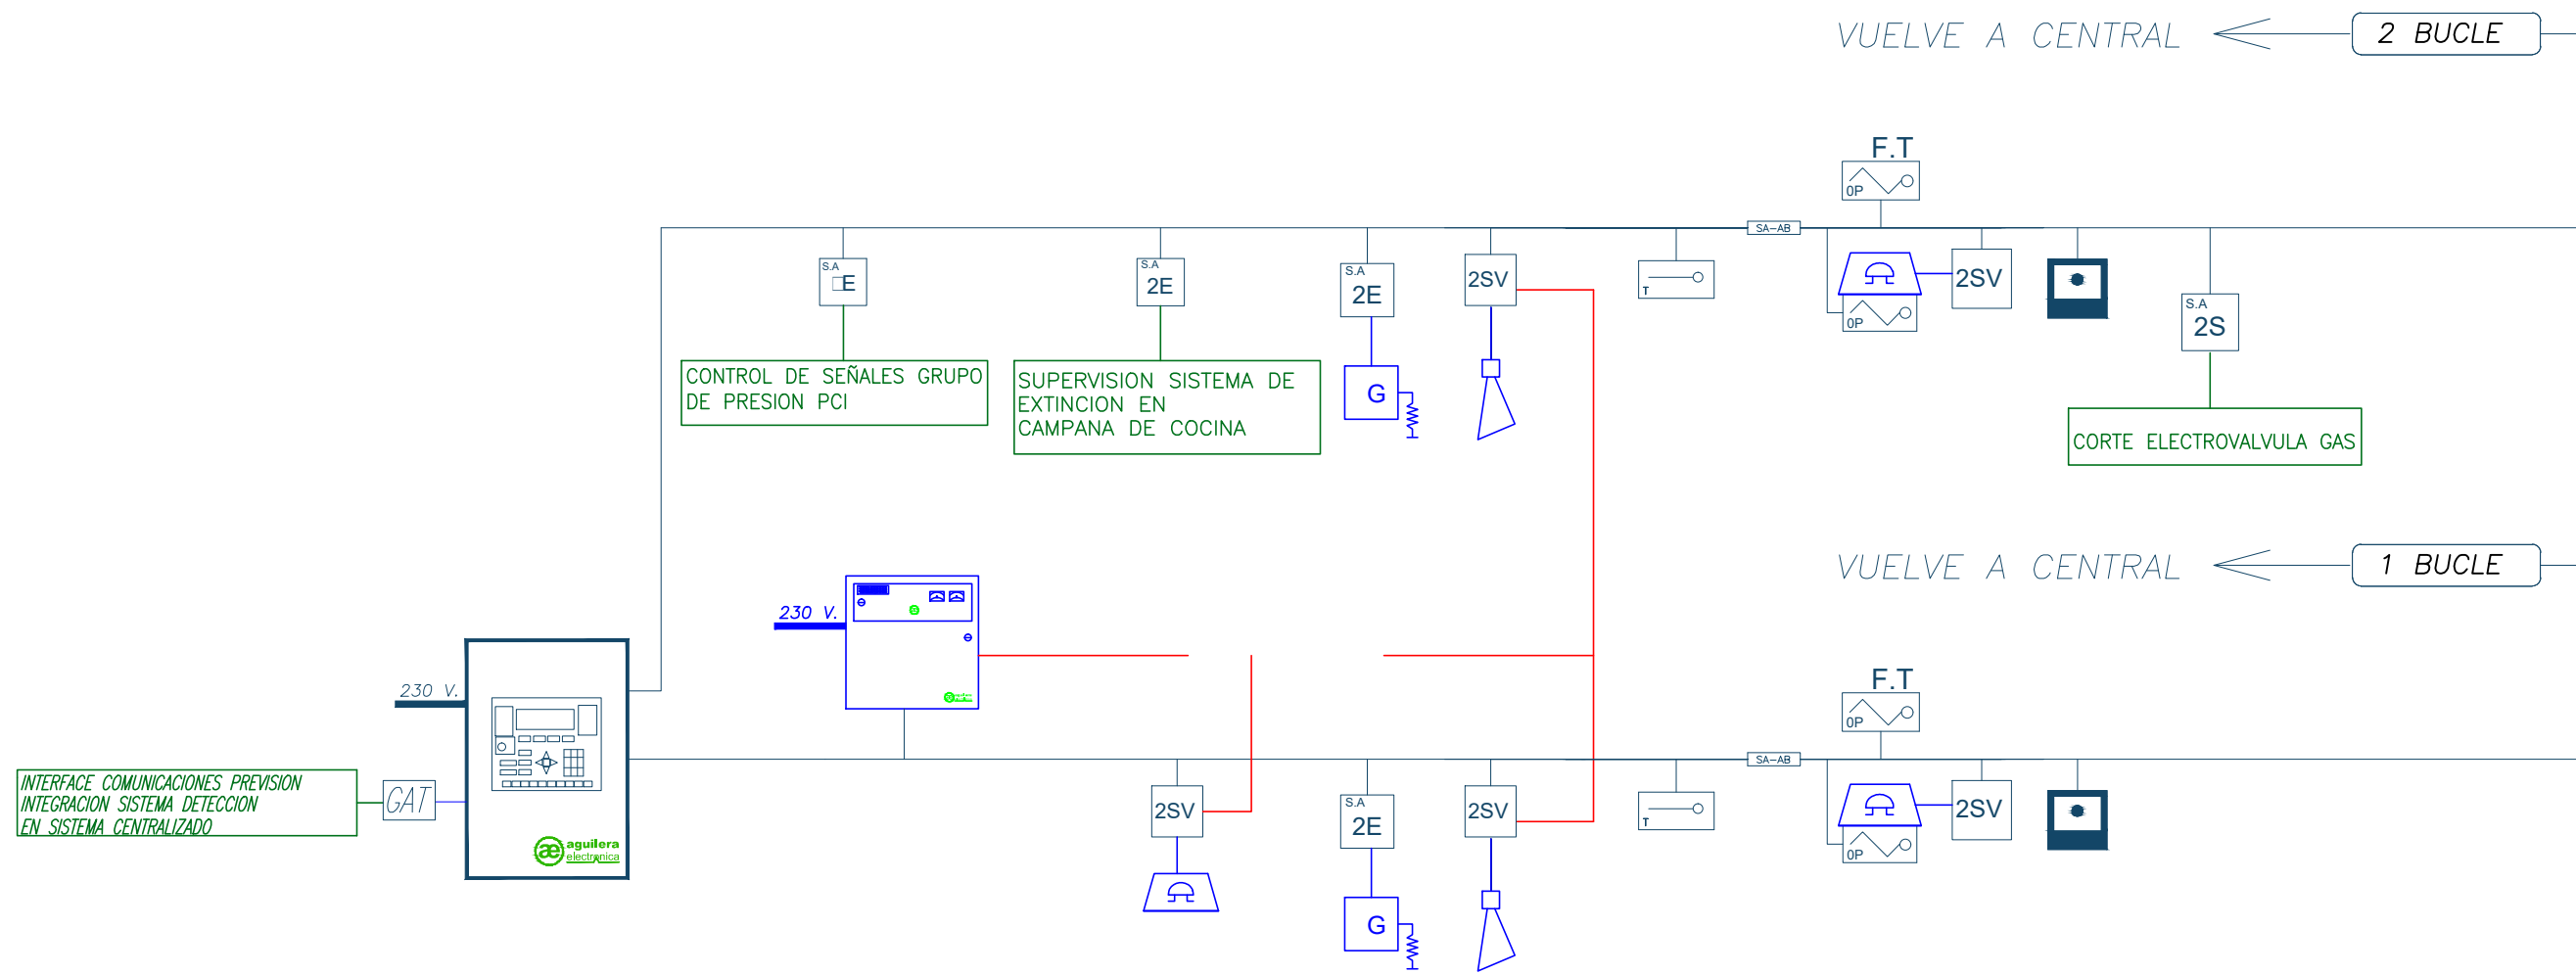 VUELVE A CENTRAL
2 BUCLE
F.T
0P
SA-AB
S.A
E
S.A
2E
S.A
2E
2SV
T
0P
2SV
S.A
2S
CONTROL DE SEÑALES GRUPO
DE PRESION PCI
SUPERVISION SISTEMA DE
EXTINCION EN
CAMPANA DE COCINA
G
CORTE ELECTROVALVULA GAS
VUELVE A CENTRAL
1 BUCLE
230 V.
230 V.
F.T
0P
SA-AB
INTERFACE COMUNICACIONES PREVISION
INTEGRACION SISTEMA DETECCION
EN SISTEMA CENTRALIZADO
GAT
æ aguilera
electronica
2SV
S.A
2E
2SV
T
0P
2SV
G